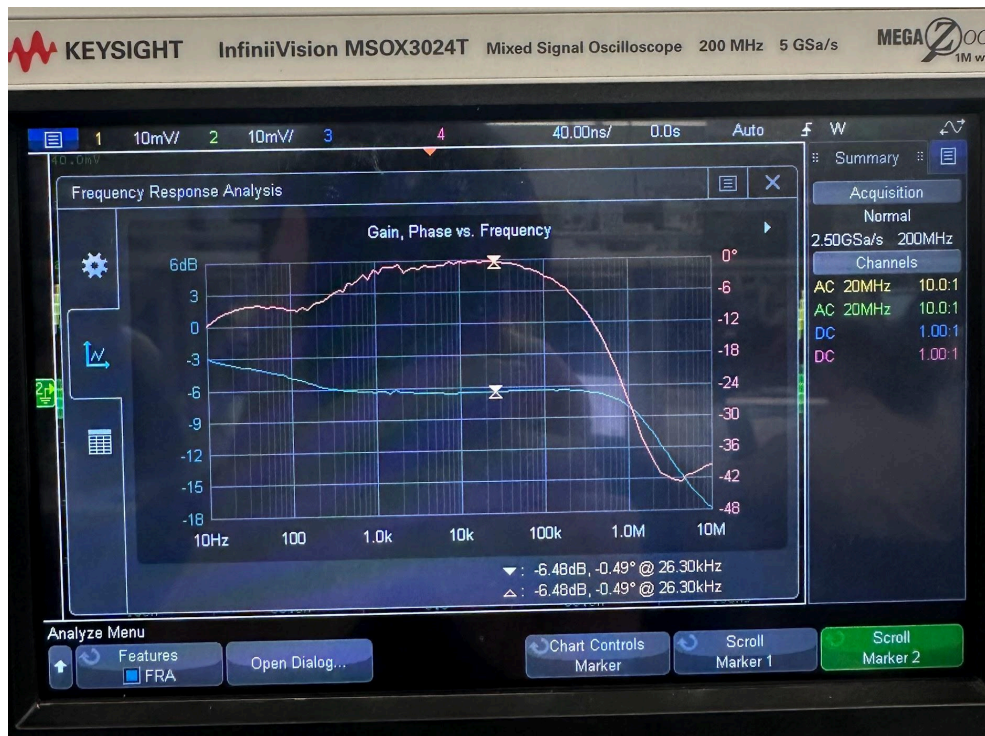 KEYSIGHT InfiniiVision MSOX3024T Mixed Signal Oscilloscope 200 MHz 5 GSa/s MEGA Zoo
1M w
1 10mV/ 2 10mV/ 3 4 40.00ns/ 0.0s Auto W
40.0mV
Summary
Frequency Response Analysis
Acquisition
Normal
2.50GSa/s 200MHz
Channels
AC 20MHz 10.0:1
AC 20MHz 10.0:1
DC 1.00:1
DC 1.00:1
Gain, Phase vs. Frequency
6dB 0°
3 -6
0 -12
-3 -18
-6 -24
-9 -30
-12 -36
-15 -42
-18 -48
10Hz 100 1.0k 10k 100k 1.0M 10M
2
: -6.48dB, -0.49° @ 26.30kHz
: -6.48dB, -0.49° @ 26.30kHz
Analyze Menu
Features
FRA
Open Dialog...
Chart Controls
Marker
Scroll
Marker 1
Scroll
Marker 2